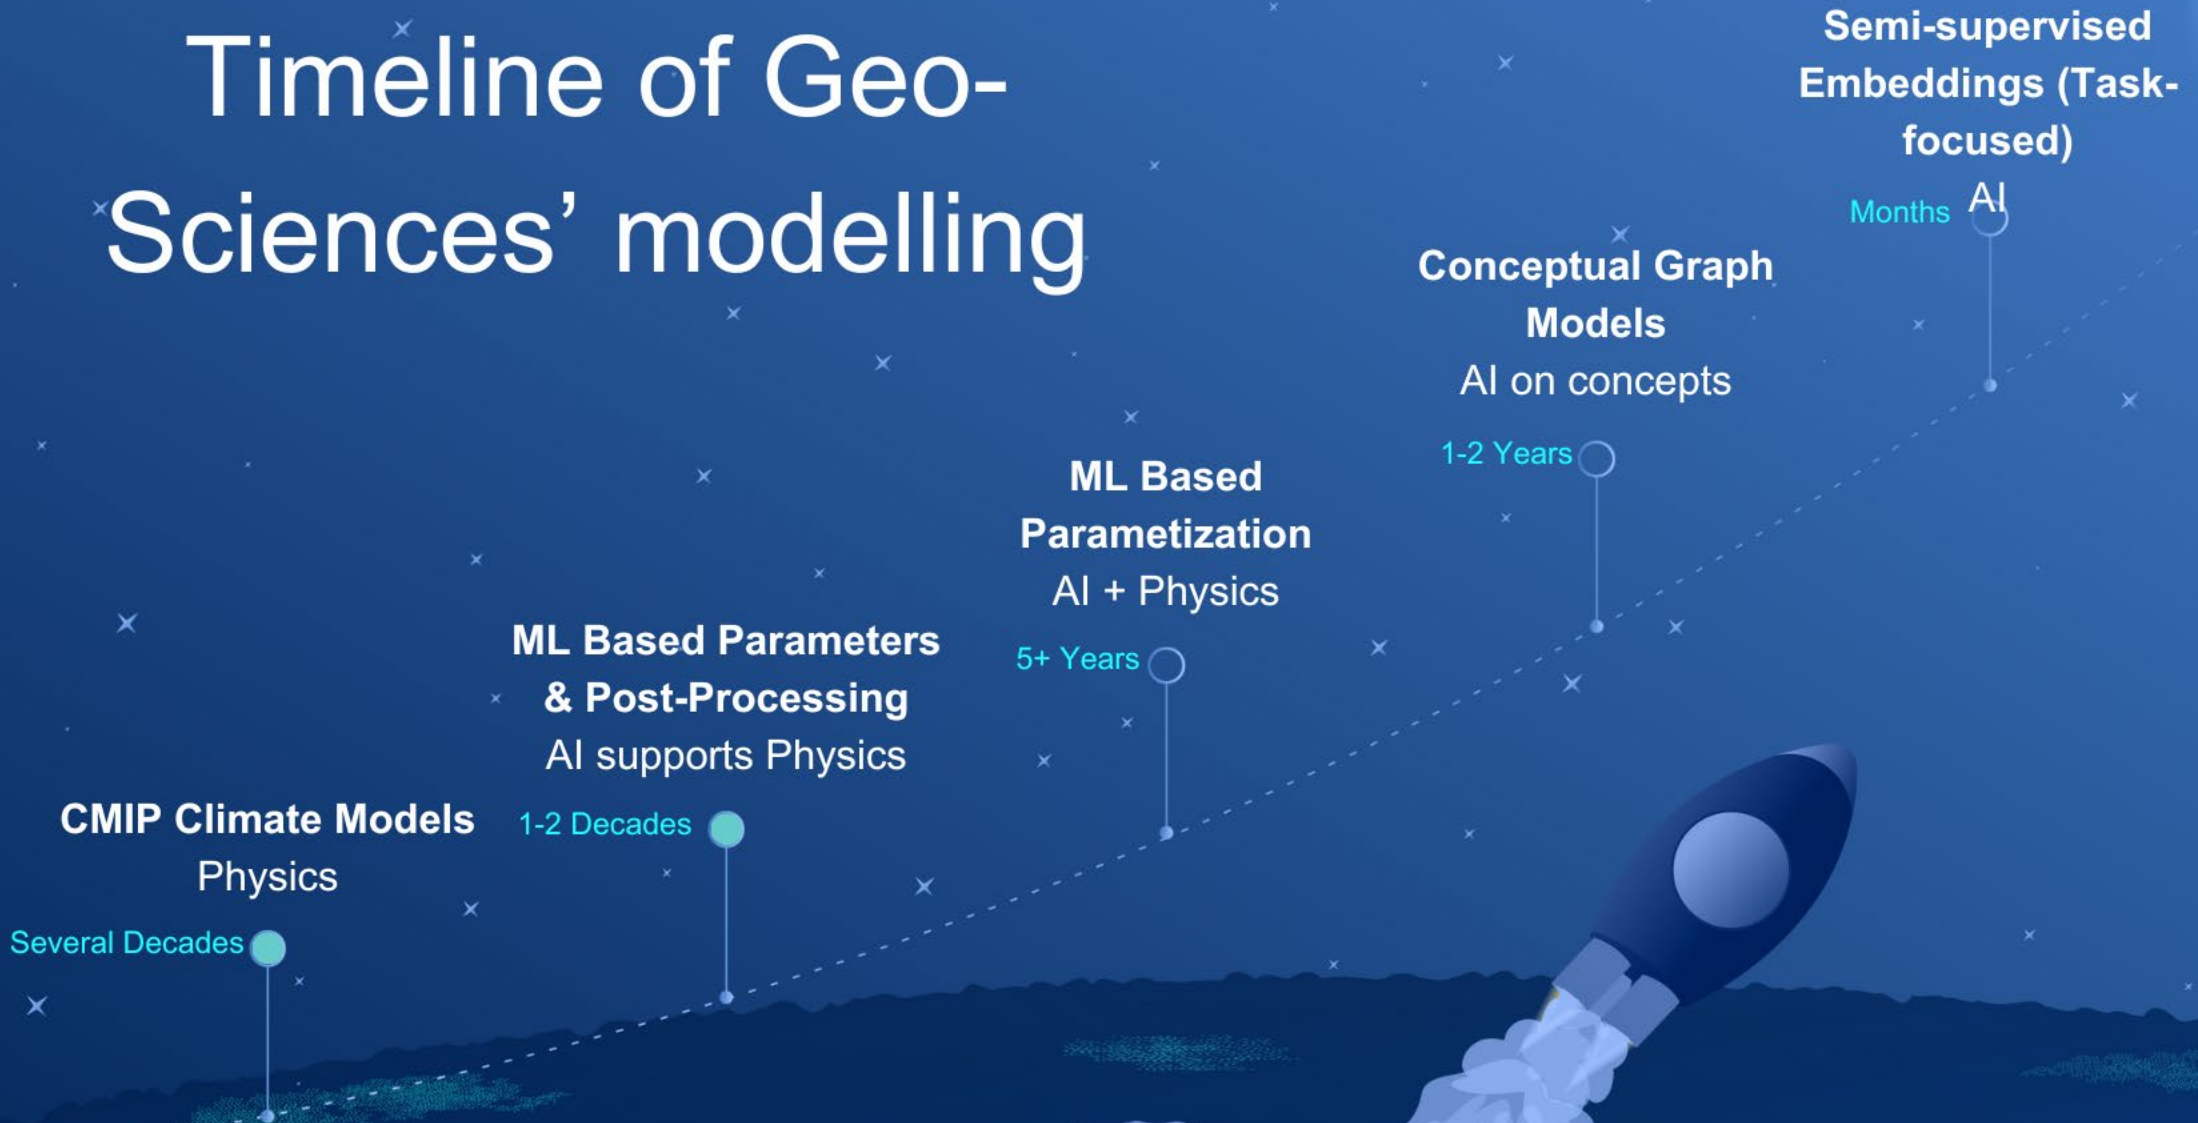 Timeline of Geo-
Sciences’ modelling
CMIP Climate Models
Physics
Several Decades
ML Based Parameters
& Post-Processing
AI supports Physics
1-2 Decades
ML Based
Parametization
AI + Physics
5+ Years
Conceptual Graph
Models
AI on concepts
1-2 Years
Semi-supervised
Embeddings (Task-
focused)
AI
Months